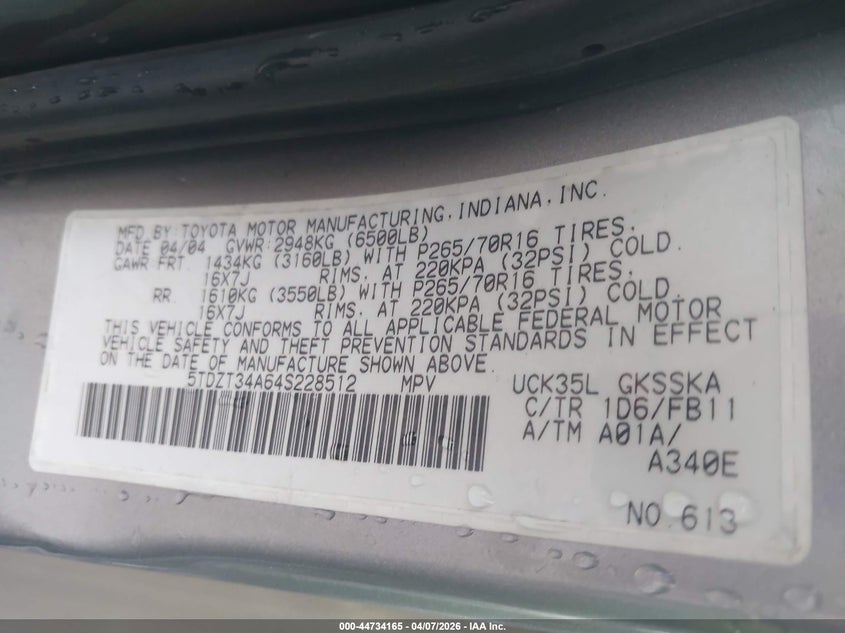 MFD.BY:TOYOTA MOTOR MANUFACTURING,INDIANA,INC.
DATE 04/04 GVWR:2948KG (6500LB)
GAWR FRT. 1434KG (3160LB) WITH P265/70R16 TIRES,
16X7J RIMS, AT 220KPA (32PSI) COLD.
RR. 1610KG (3550LB) WITH P265/70R16 TIRES,
16X7J RIMS, AT 220KPA (32PSI) COLD.
THIS VEHICLE CONFORMS TO ALL APPLICABLE FEDERAL MOTOR
VEHICLE SAFETY AND THEFT PREVENTION STANDARDS IN EFFECT
ON THE DATE OF MANUFACTURE SHOWN ABOVE.
5TDZT34A64S228512 MPV
UCK35L GKSSKA
C/TR 1D6/FB11
A/TM A01A/
A340E
NO.613
000-44734165 - 04/07/2026 - IAA Inc.